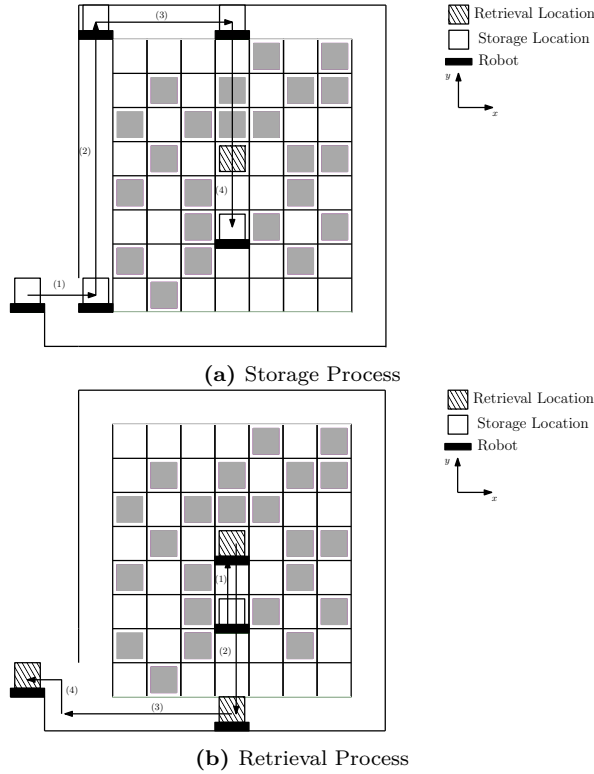 (3)
Retrieval Location
Storage Location
Robot
y
x
(2)
(4)
(1)
(a) Storage Process
Retrieval Location
Storage Location
Robot
y
x
(1)
(2)
(4)
(3)
(b) Retrieval Process